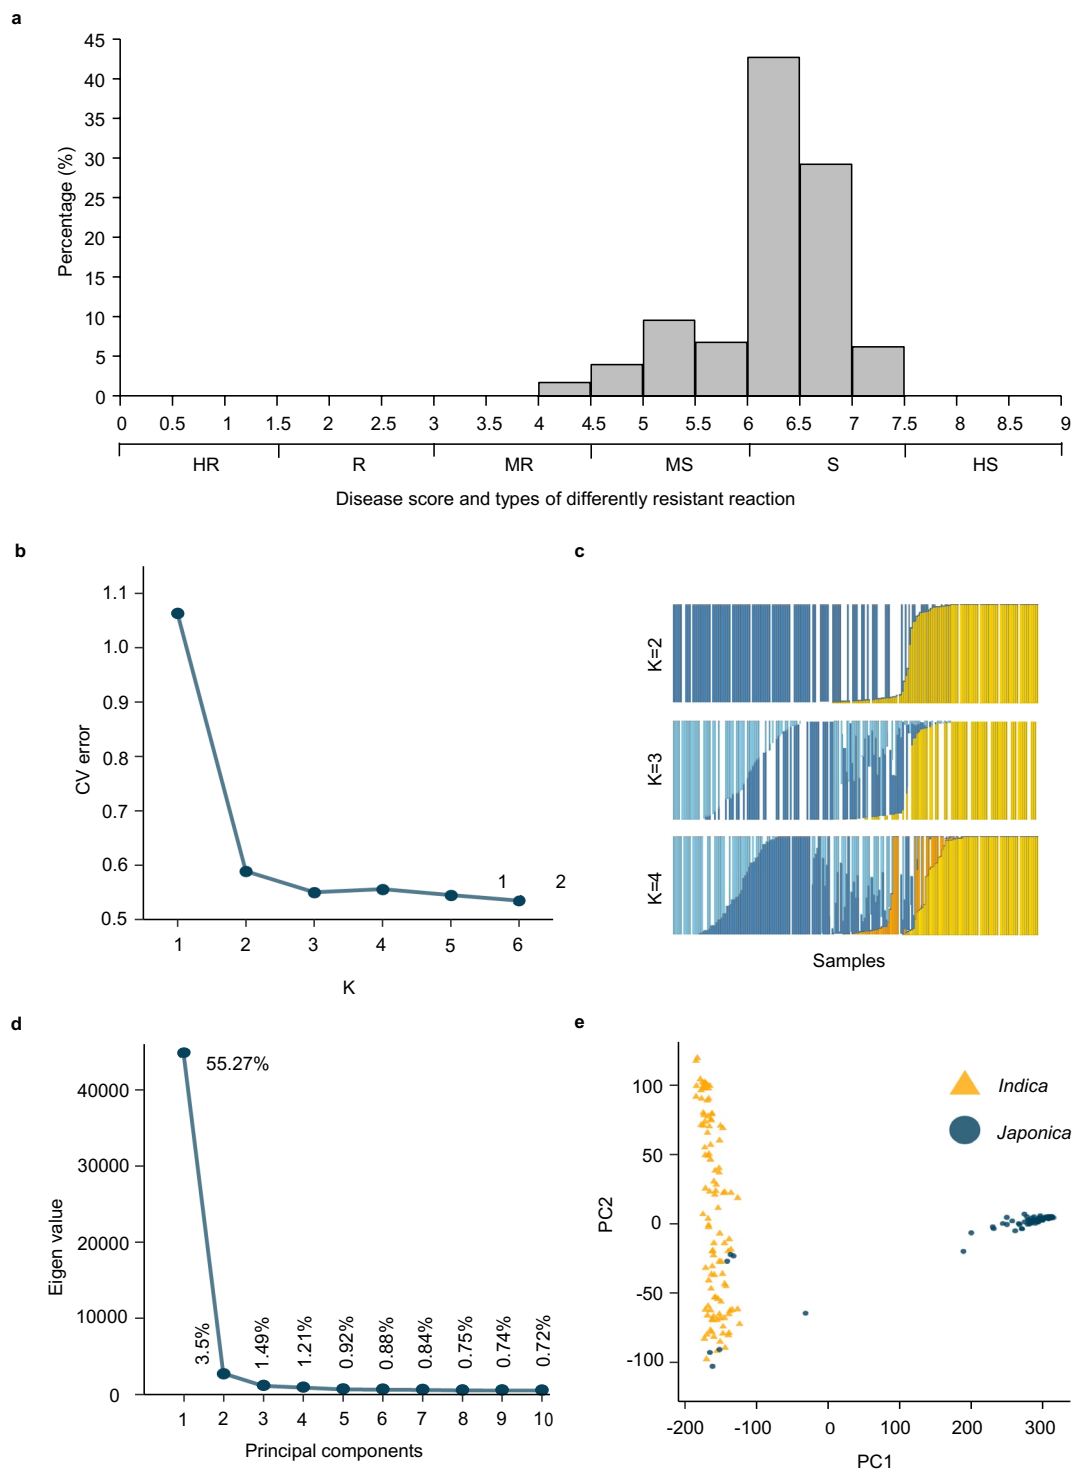 a
45
40
35
30
25
20
15
10
5
0
Percentage (%)
0 0.5 1 1.5 2 2.5 3 3.5 4 4.5 5 5.5 6 6.5 7 7.5 8 8.5 9
HR R MR MS S HS
Disease score and types of differently resistant reaction
b
1.1
1.0
0.9
0.8
0.7
0.6
0.5
CV error
1 2
1 2 3 4 5 6
K
c
K=2
K=3
K=4
Samples
d
40000
30000
20000
10000
0
Eigen value
55.27%
3.5%
1.49%
1.21%
0.92%
0.88%
0.84%
0.75%
0.74%
0.72%
1 2 3 4 5 6 7 8 9 10
Principal components
e
100
50
0
-50
-100
PC2
Indica
Japonica
-200 -100 0 100 200 300
PC1